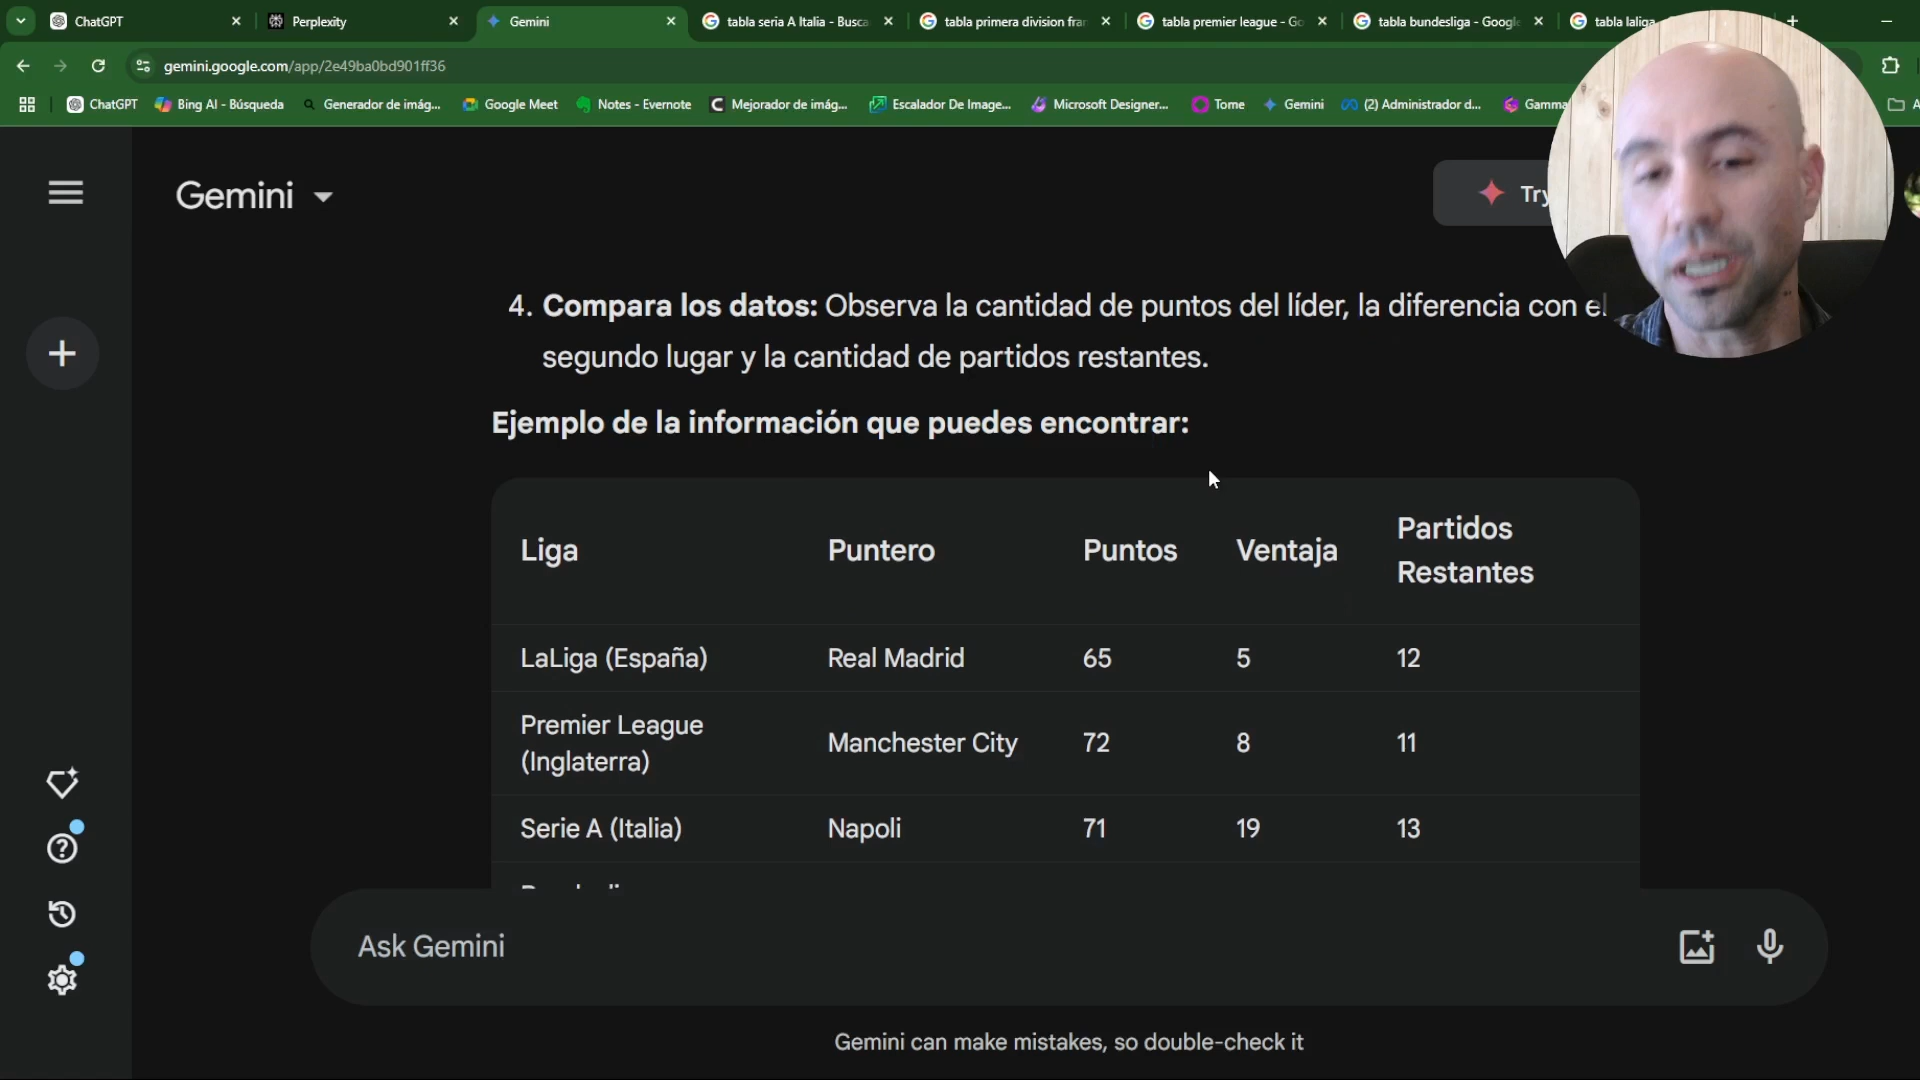 ChatGPT
Perplexity
Gemini
tabla seria A Italia - Busca
tabla primera division fran
tabla premier league - Go
tabla bundesliga - Google
tabla laliga
gemini.google.com/app/2e49ba0bd901ff36
ChatGPT
Bing AI - Búsqueda
Generador de imág...
Google Meet
Notes - Evernote
Mejorador de imág...
Escalador De Image...
Microsoft Designer...
Tome
Gemini
(2) Administrador d...
Gamma
Gemini
Try
4. Compara los datos: Observa la cantidad de puntos del líder, la diferencia con el
segundo lugar y la cantidad de partidos restantes.
Ejemplo de la información que puedes encontrar:
Liga Puntero Puntos Ventaja Partidos Restantes
LaLiga (España) Real Madrid 65 5 12
Premier League (Inglaterra) Manchester City 72 8 11
Serie A (Italia) Napoli 71 19 13
Ask Gemini
Gemini can make mistakes, so double-check it